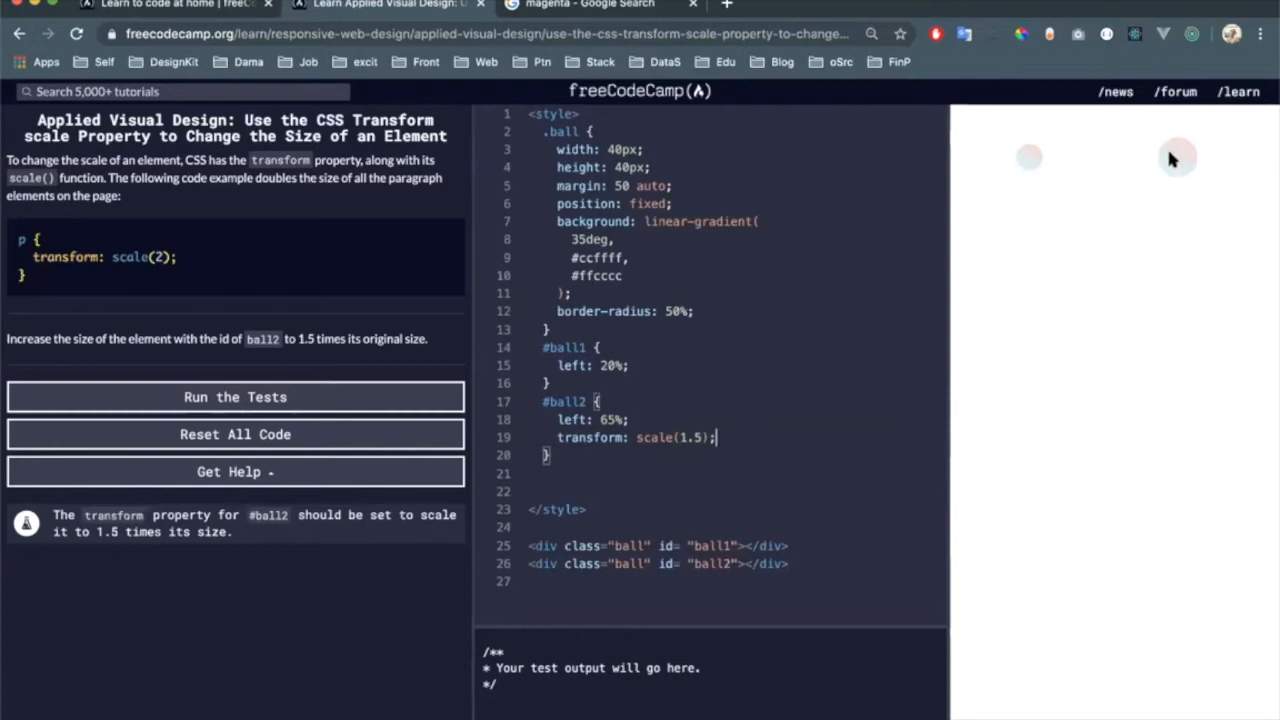 Learn to code at home | freeC
Learn Applied Visual Design: U
magenta - Google Search
freecodecamp.org/learn/responsive-web-design/applied-visual-design/use-the-css-transform-scale-property-to-change...
Apps Self DesignKit Dama Job excit Front Web Ptn Stack DataS Edu Blog oSrc FinP
Search 5,000+ tutorials
freeCodeCamp
/news /forum /learn
Applied Visual Design: Use the CSS Transform
scale Property to Change the Size of an Element
To change the scale of an element, CSS has the transform property, along with its
scale() function. The following code example doubles the size of all the paragraph
elements on the page:
p {
transform: scale(2);
}
Increase the size of the element with the id of ball2 to 1.5 times its original size.
Run the Tests
Reset All Code
Get Help -
The transform property for #ball2 should be set to scale
it to 1.5 times its size.
1 <style>
2 .ball {
3 width: 40px;
4 height: 40px;
5 margin: 50 auto;
6 position: fixed;
7 background: linear-gradient(
8 35deg,
9 #ccffff,
10 #ffcccc
11 );
12 border-radius: 50%;
13 }
14 #ball1 {
15 left: 20%;
16 }
17 #ball2 {
18 left: 65%;
19 transform: scale(1.5);
20 }
21
22
23 </style>
24
25 <div class="ball" id= "ball1"></div>
26 <div class="ball" id= "ball2"></div>
27
/**
* Your test output will go here.
*/